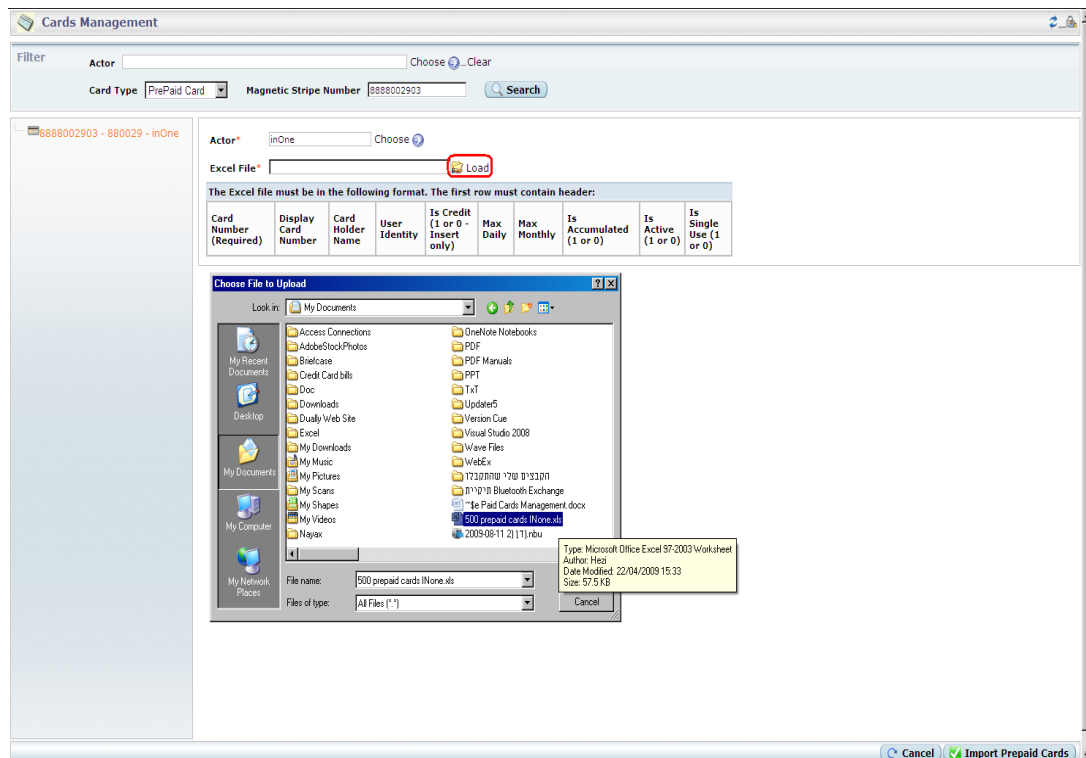 Cards Management
Filter
Actor Choose Clear
Card Type PrePaid Card Magnetic Stripe Number 8888002903 Search
8888002903 - 880029 - inOne
Actor* inOne Choose
Excel File* Load
The Excel file must be in the following format. The first row must contain header:
Card Number (Required) Display Card Number Card Holder Name User Identity Is Credit (1 or 0 - Insert only) Max Daily Max Monthly Is Accumulated (1 or 0) Is Active (1 or 0) Is Single Use (1 or 0)
Choose File to Upload
Look in: My Documents
My Recent Documents
Desktop
My Documents
My Computer
My Network Places
Access Connections
AdobeStockPhotos
Briefcase
Credit Card bills
Doc
Downloads
Dually Web Site
Excel
My Downloads
My Music
My Pictures
My Scans
My Shapes
My Videos
Nayax
OneNote Notebooks
PDF
PDF Manuals
PPT
TxT
Updater5
Version Cue
Visual Studio 2008
Wave Files
WebEx
הקבצים שלי שהתקבלו
תיקיית Bluetooth Exchange
~$e Paid Cards Management.docx
500 prepaid cards INone.xls
File name: 500 prepaid cards INone.xls
Files of type: All Files (*.*)
Cancel
Type: Microsoft Office Excel 97-2003 Worksheet
Author: Hezi
Date Modified: 22/04/2009 15:33
Size: 57.5 KB
Cancel Import Prepaid Cards